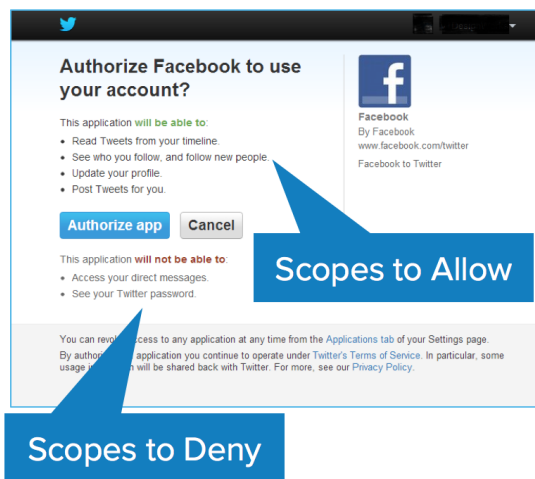 Authorize Facebook to use
your account?
This application will be able to:
• Read Tweets from your timeline.
• See who you follow, and follow new people.
• Update your profile.
• Post Tweets for you.
Authorize app
Cancel
This application will not be able to:
• Access your direct messages.
• See your Twitter password.
f
Facebook
By Facebook
www.facebook.com/twitter
Facebook to Twitter
Scopes to Allow
You can revo access to any application at any time from the Applications tab of your Settings page.
By author application you continue to operate under Twitter's Terms of Service. In particular, some
usage in will be shared back with Twitter. For more, see our Privacy Policy.
Scopes to Deny